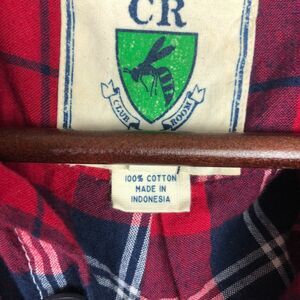 CR
CLUB ROOM
100% COTTON
MADE IN
INDONESIA